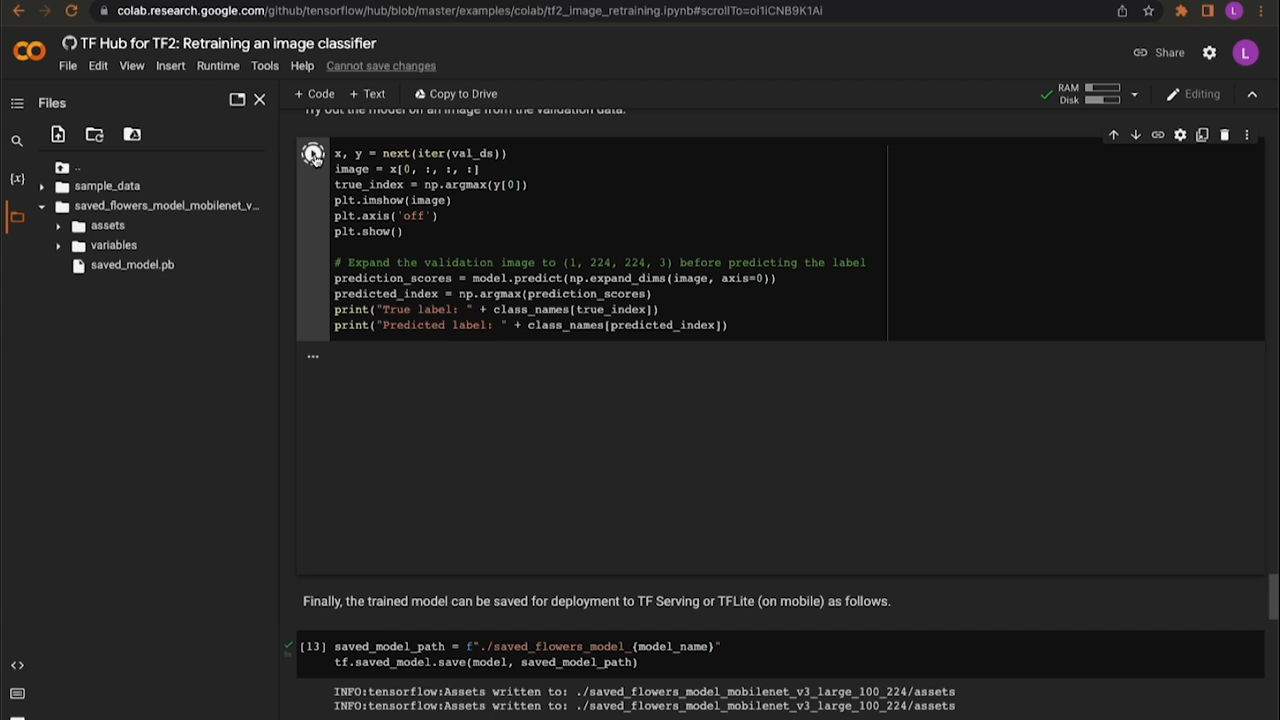 colab.research.google.com/github/tensorflow/hub/blob/master/examples/colab/tf2_image_retraining.ipynb#scrollTo=oi1iCNB9K1Ai
L
TF Hub for TF2: Retraining an image classifier
File Edit View Insert Runtime Tools Help Cannot save changes
Share
L
Files
+ Code + Text Copy to Drive
RAM
Disk
Editing
Try out the model on an image from the validation data:
..
sample_data
saved_flowers_model_mobilenet_v...
assets
variables
saved_model.pb
{x}
x, y = next(iter(val_ds))
image = x[0, :, :, :]
true_index = np.argmax(y[0])
plt.imshow(image)
plt.axis('off')
plt.show()
# Expand the validation image to (1, 224, 224, 3) before predicting the label
prediction_scores = model.predict(np.expand_dims(image, axis=0))
predicted_index = np.argmax(prediction_scores)
print("True label: " + class_names[true_index])
print("Predicted label: " + class_names[predicted_index])
...
Finally, the trained model can be saved for deployment to TF Serving or TFLite (on mobile) as follows.
[13] saved_model_path = f"./saved_flowers_model_{model_name}"
tf.saved_model.save(model, saved_model_path)
INFO:tensorflow:Assets written to: ./saved_flowers_model_mobilenet_v3_large_100_224/assets
INFO:tensorflow:Assets written to: ./saved_flowers_model_mobilenet_v3_large_100_224/assets